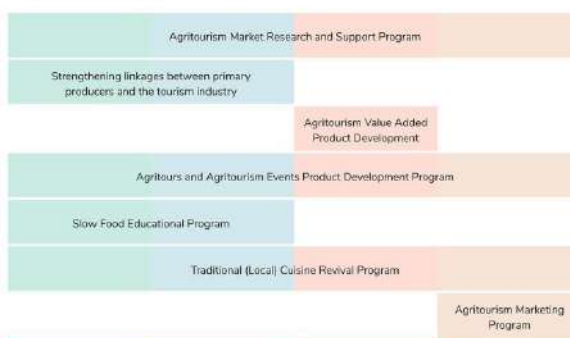 Agritourism Market Research and Support Program
Strengthening linkages between primary
producers and the tourism industry
Agritourism Value Added
Product Development
Agritours and Agritourism Events Product Development Program
Slow Food Educational Program
Traditional (Local) Cuisine Revival Program
Agritourism Marketing
Program